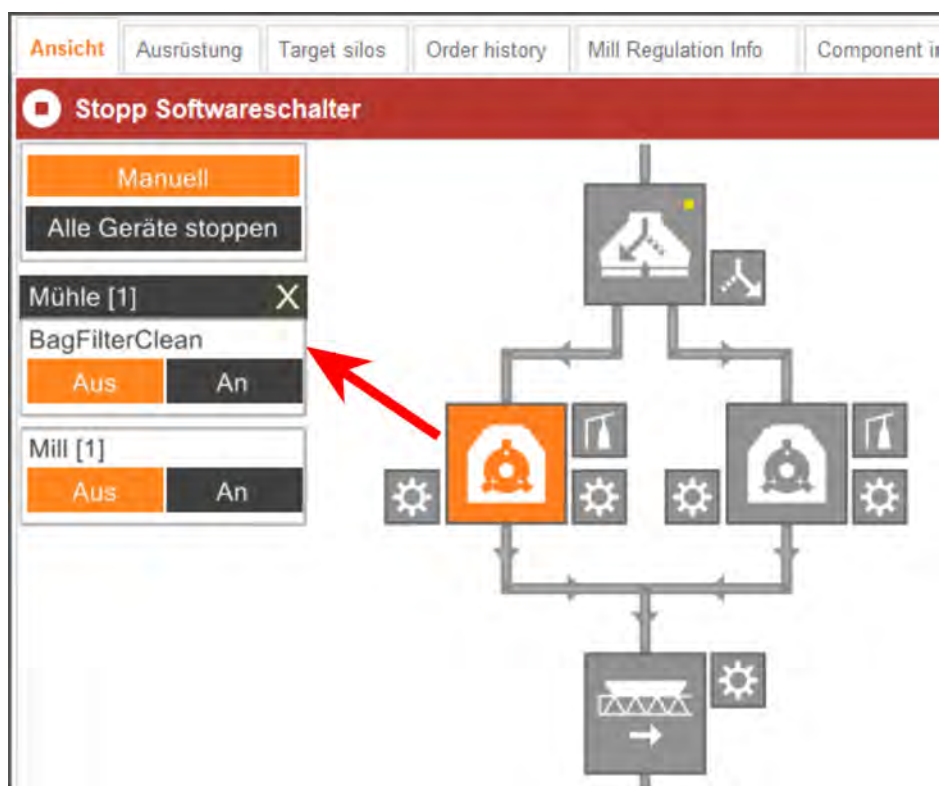 Ansicht
Ausrüstung
Target silos
Order history
Mill Regulation Info
Component
Stopp Softwareschalter
Manuell
Alle Geräte stoppen
Mühle [1] X
BagFilterClean
Aus An
Mill [1]
Aus An